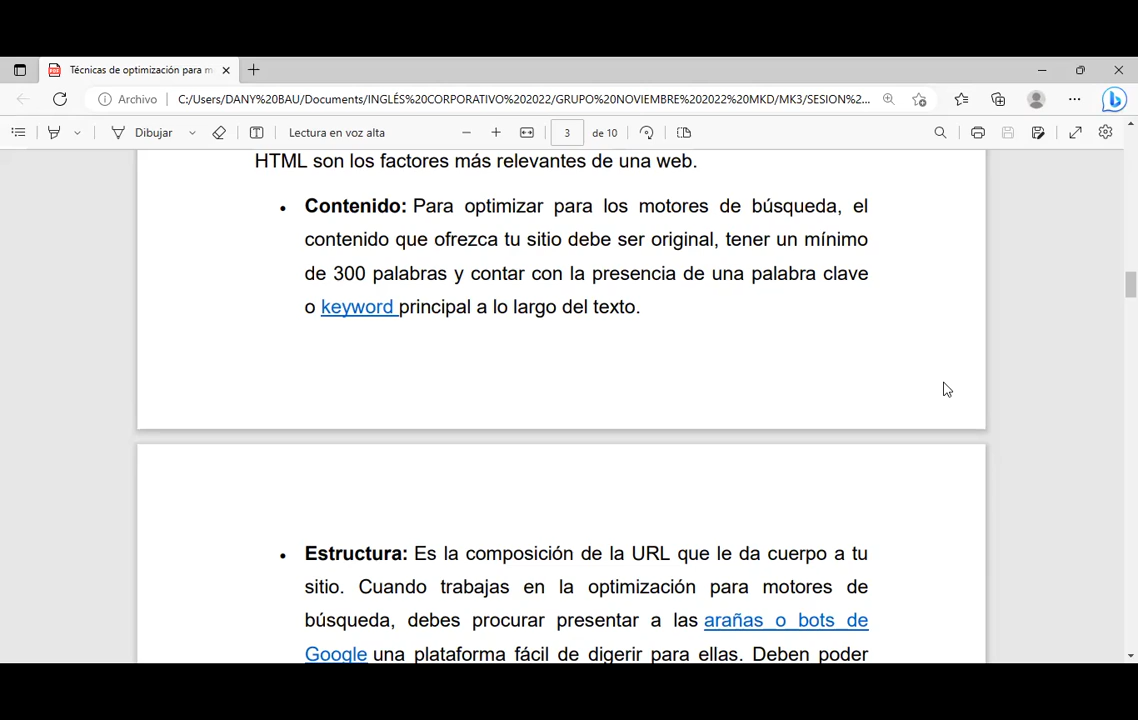 Técnicas de optimización para m
Archivo C:/Users/DANY%20BAU/Documents/INGLÉS%20CORPORATIVO%202022/GRUPO%20NOVIEMBRE%202022%20MKD/MK3/SESION%2...
Dibujar Lectura en voz alta 3 de 10
HTML son los factores más relevantes de una web.
• Contenido: Para optimizar para los motores de búsqueda, el
contenido que ofrezca tu sitio debe ser original, tener un mínimo
de 300 palabras y contar con la presencia de una palabra clave
o keyword principal a lo largo del texto.
• Estructura: Es la composición de la URL que le da cuerpo a tu
sitio. Cuando trabajas en la optimización para motores de
búsqueda, debes procurar presentar a las arañas o bots de
Google una plataforma fácil de digerir para ellas. Deben poder